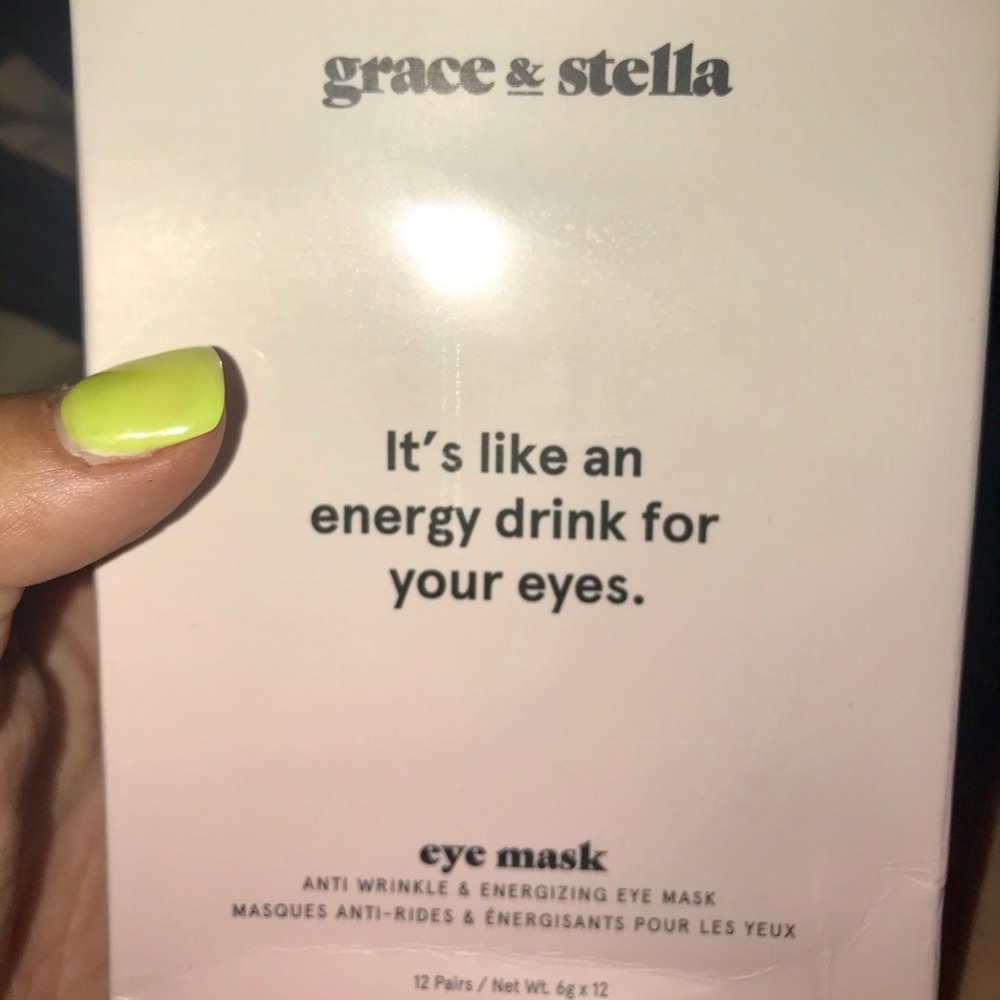 grace & stella
It's like an
energy drink for
your eyes.
eye mask
ANTI WRINKLE & ENERGIZING EYE MASK
MASQUES ANTI-RIDES & ÉNERGISANTS POUR LES YEUX
12 Pairs / Net Wt. 6g x 12